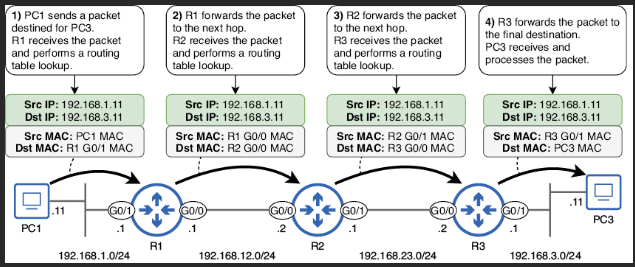 1) PC1 sends a packet
destined for PC3.
R1 receives the packet
and performs a routing
table lookup.
2) R1 forwards the packet
to the next hop.
R2 receives the packet
and performs a routing
table lookup.
3) R2 forwards the packet
to the next hop.
R3 receives the packet
and performs a routing
table lookup.
4) R3 forwards the packet to
the final destination.
PC3 receives and
processes the packet.
Src IP: 192.168.1.11
Dst IP: 192.168.3.11
Src MAC: PC1 MAC
Dst MAC: R1 G0/1 MAC
Src IP: 192.168.1.11
Dst IP: 192.168.3.11
Src MAC: R1 G0/0 MAC
Dst MAC: R2 G0/0 MAC
Src IP: 192.168.1.11
Dst IP: 192.168.3.11
Src MAC: R2 G0/1 MAC
Dst MAC: R3 G0/0 MAC
Src IP: 192.168.1.11
Dst IP: 192.168.3.11
Src MAC: R3 G0/1 MAC
Dst MAC: PC3 MAC
PC1
.11
G0/1
.1
R1
G0/0
.1
G0/0
.2
R2
G0/1
.1
G0/0
.2
R3
G0/1
.1
.11
PC3
192.168.1.0/24
192.168.12.0/24
192.168.23.0/24
192.168.3.0/24